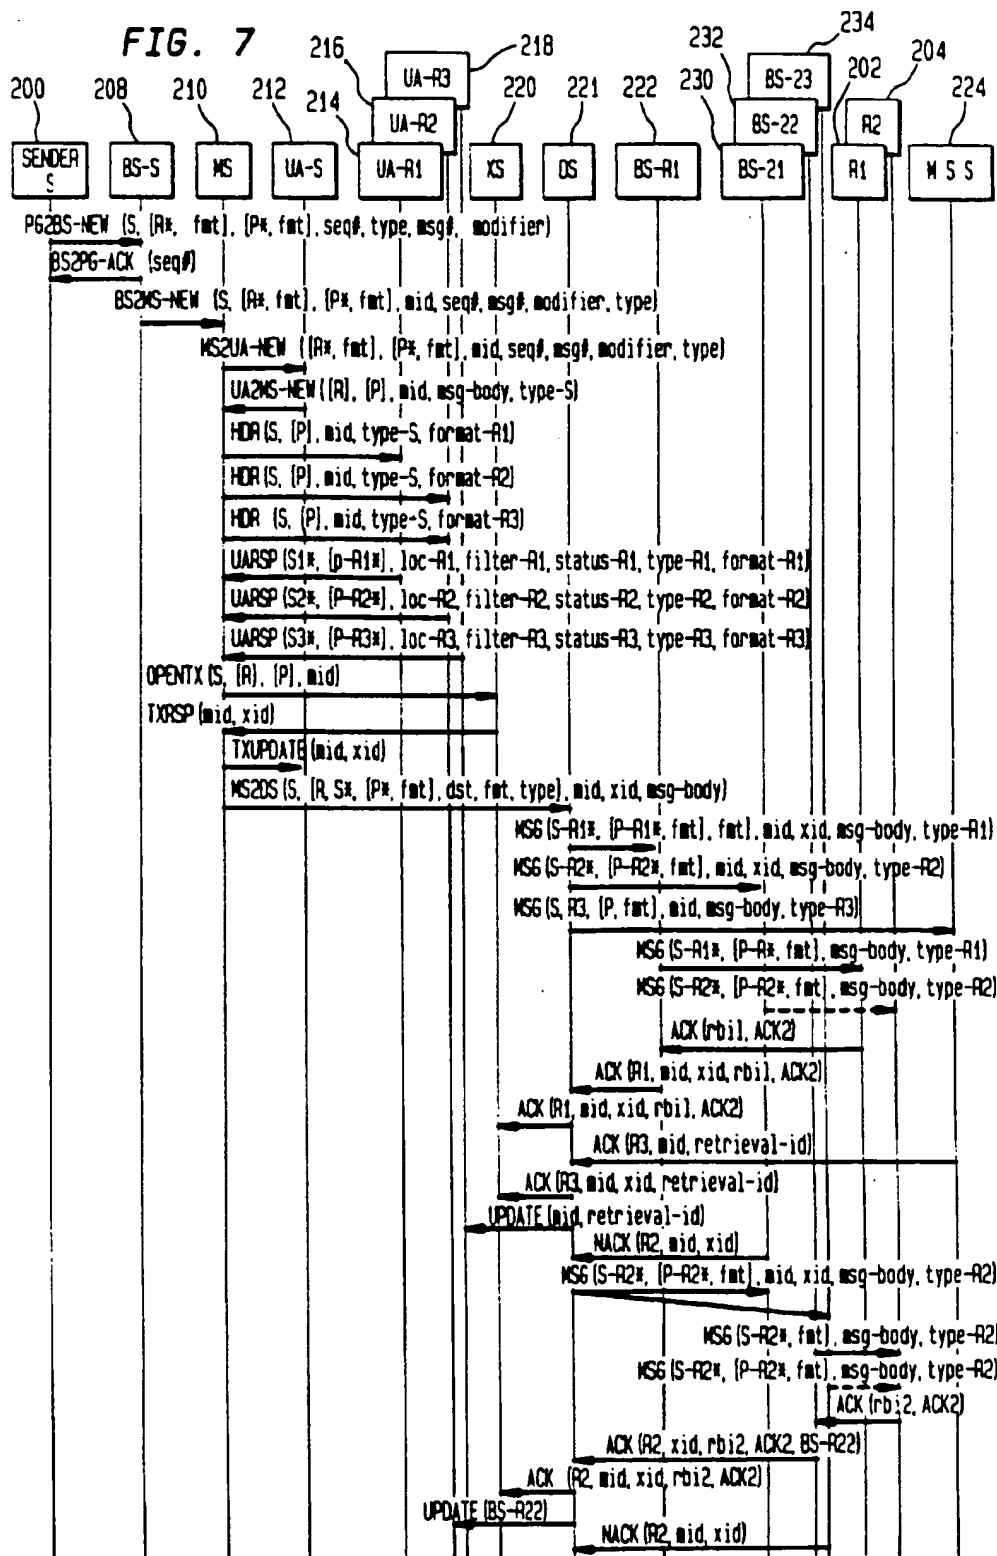 FIG. 7
200
208
210
212
216
214
218
220
221
222
232
230
234
202
204
224
SENDER
S
BS-S
MS
UA-S
UA-R3
UA-R2
UA-R1
XS
DS
BS-R1
BS-23
BS-22
BS-21
R2
R1
M S S
PG2BS-NEW (S, [R*, fmt], [P*, fmt], seq#, type, msg#, modifier)
BS2PG-ACK (seq#)
BS2MS-NEW (S, [R*, fmt], [P*, fmt], mid, seq#, msg#, modifier, type)
MS2UA-NEW ([R*, fmt], [P*, fmt], mid, seq#, msg#, modifier, type)
UA2MS-NEW ([R], [P], mid, msg-body, type-S)
HDR (S, [P], mid, type-S, format-R1)
HDR (S, [P], mid, type-S, format-R2)
HDR (S, [P], mid, type-S, format-R3)
UARSP (S1*, [p-R1*], loc-R1, filter-R1, status-R1, type-R1, format-R1)
UARSP (S2*, [P-R2*], loc-R2, filter-R2, status-R2, type-R2, format-R2)
UARSP (S3*, [P-R3*], loc-R3, filter-R3, status-R3, type-R3, format-R3)
OPENTX (S, [R], [P], mid)
TXRSP (mid, xid)
TXUPDATE (mid, xid)
MS2DS (S, [R, S*, [P*, fmt], dst, fmt, type], mid, xid, msg-body)
MSG (S-R1*, [P-R1*, fmt], fmt], mid, xid, msg-body, type-R1)
MSG (S-R2*, [P-R2*, fmt], mid, xid, msg-body, type-R2)
MSG (S, R3, [P, fmt], mid, msg-body, type-R3)
MSG (S-R1*, [P-R*, fmt], msg-body, type-R1)
MSG (S-R2*, [P-R2*, fmt], msg-body, type-R2)
ACK (rbi1, ACK2)
ACK (R1, mid, xid, rbi1, ACK2)
ACK (R1, mid, xid, rbi1, ACK2)
ACK (R3, mid, retrieval-id)
ACK (R3, mid, xid, retrieval-id)
UPDATE (mid, retrieval-id)
NACK (R2, mid, xid)
MSG (S-R2*, [P-R2*, fmt], mid, xid, msg-body, type-R2)
MSG (S-R2*, fmt], msg-body, type-R2)
MSG (S-R2*, [P-R2*, fmt], msg-body, type-R2)
ACK (rbi2, ACK2)
ACK (R2, xid, rbi2, ACK2, BS-R22)
ACK (R2, mid, xid, rbi2, ACK2)
UPDATE (BS-R22)
NACK (R2, mid, xid)